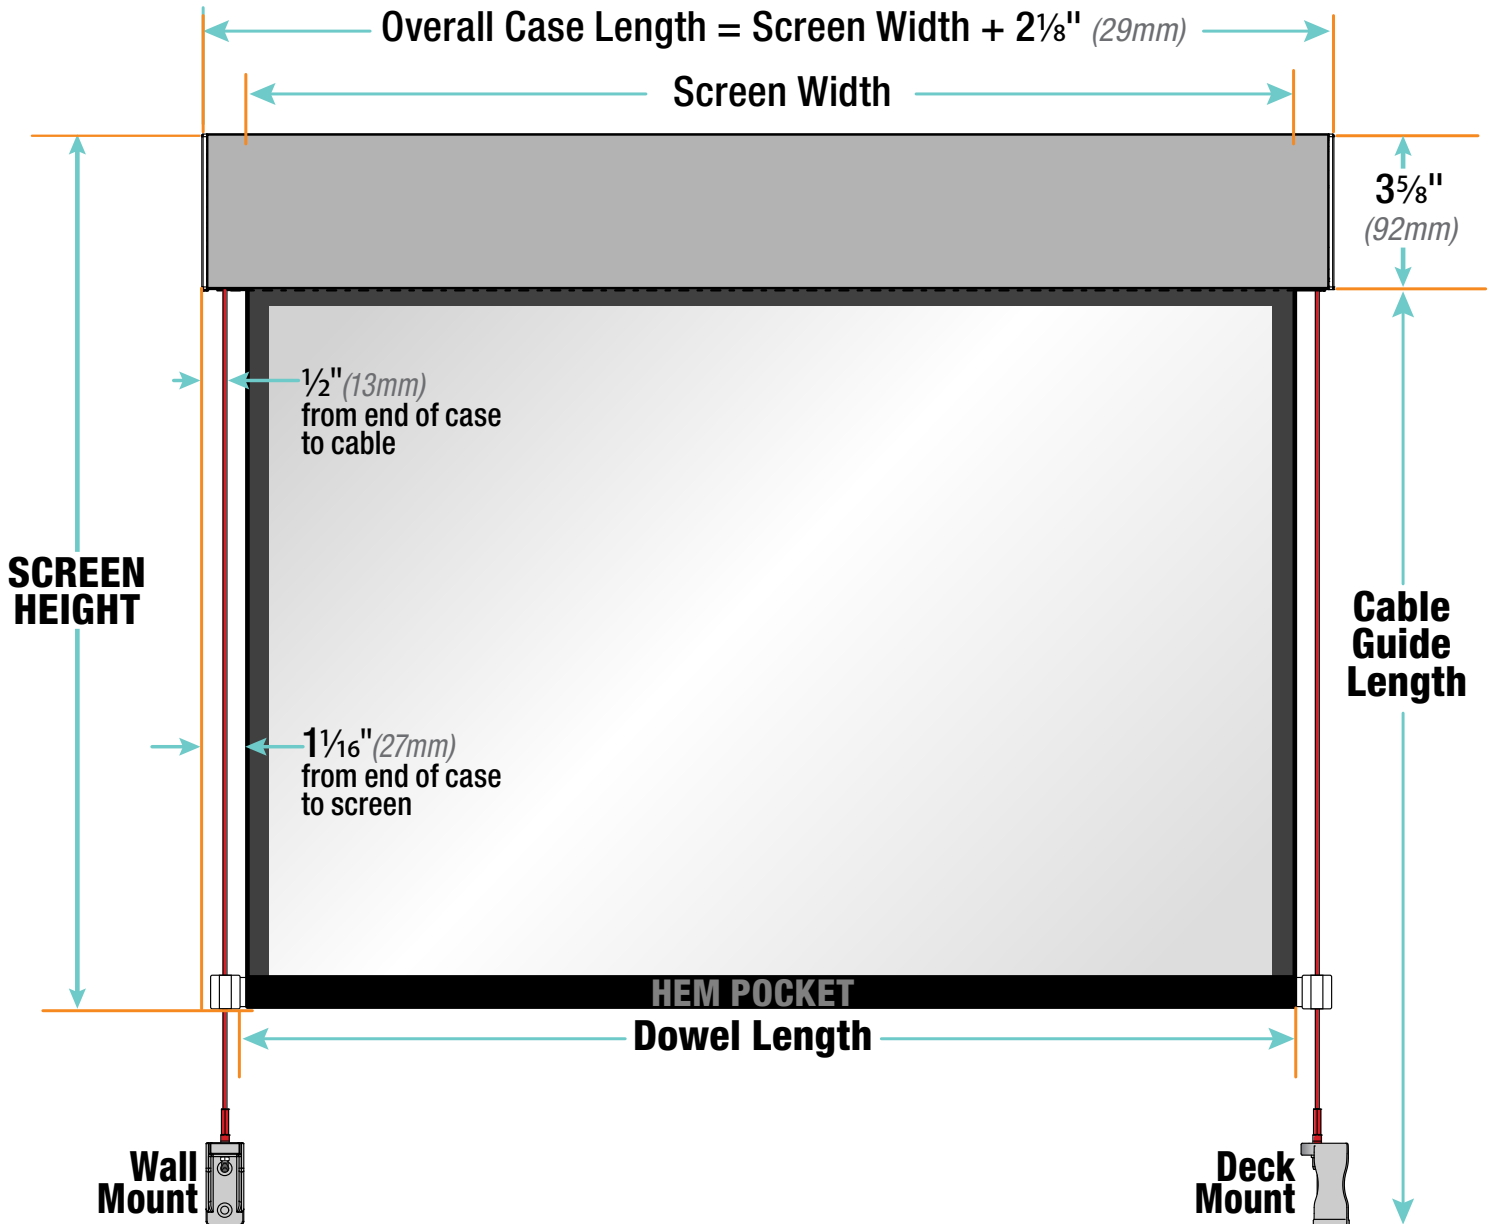 Overall Case Length = Screen Width + 2⅛" (29mm)
Screen Width
3⅝"
(92mm)
½"(13mm)
from end of case
to cable
SCREEN
HEIGHT
Cable
Guide
Length
1¹⁄₁₆"(27mm)
from end of case
to screen
HEM POCKET
Dowel Length
Wall
Mount
Deck
Mount